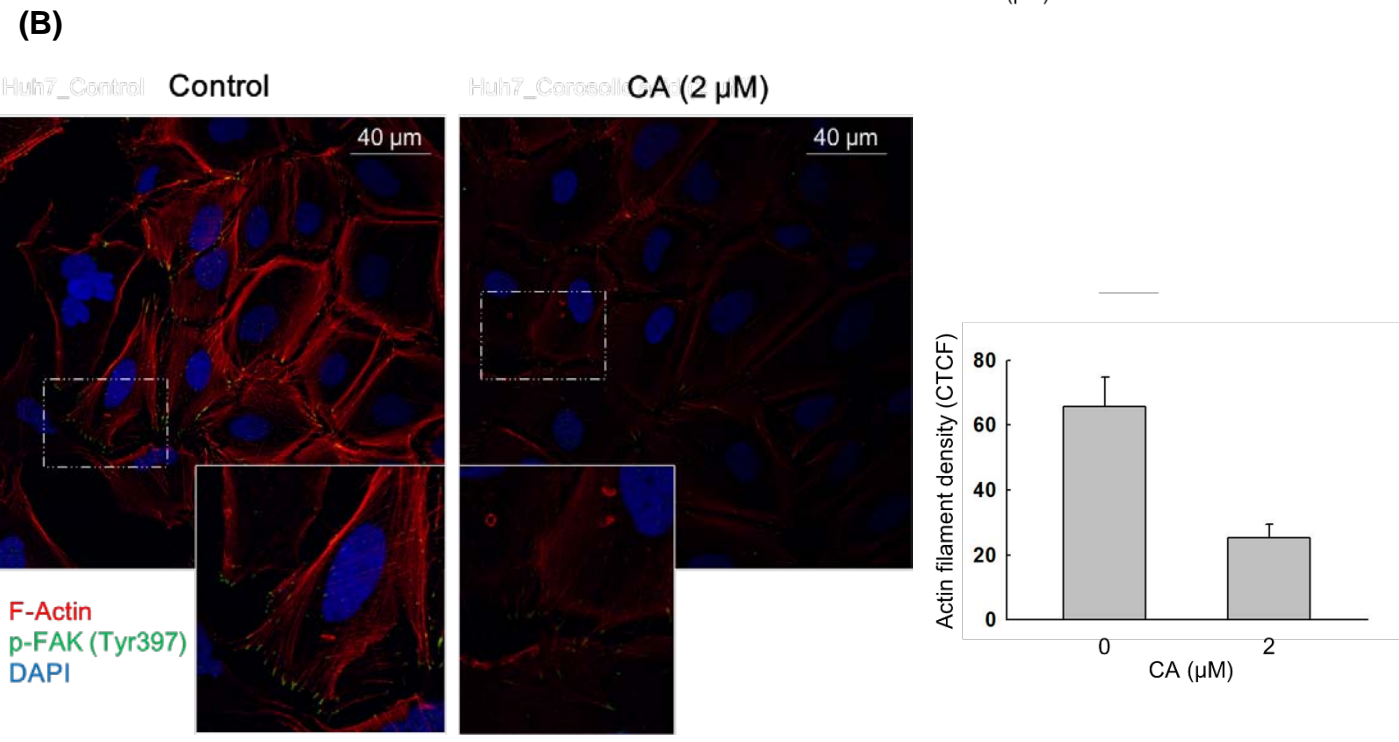 (B)
Huh7_Control
Control
Huh7_Corosolic
CA (2 µM)
40 µm
40 µm
F-Actin
p-FAK (Tyr397)
DAPI
Actin filament density (CTCF)
80
60
40
20
0
0
2
CA (µM)